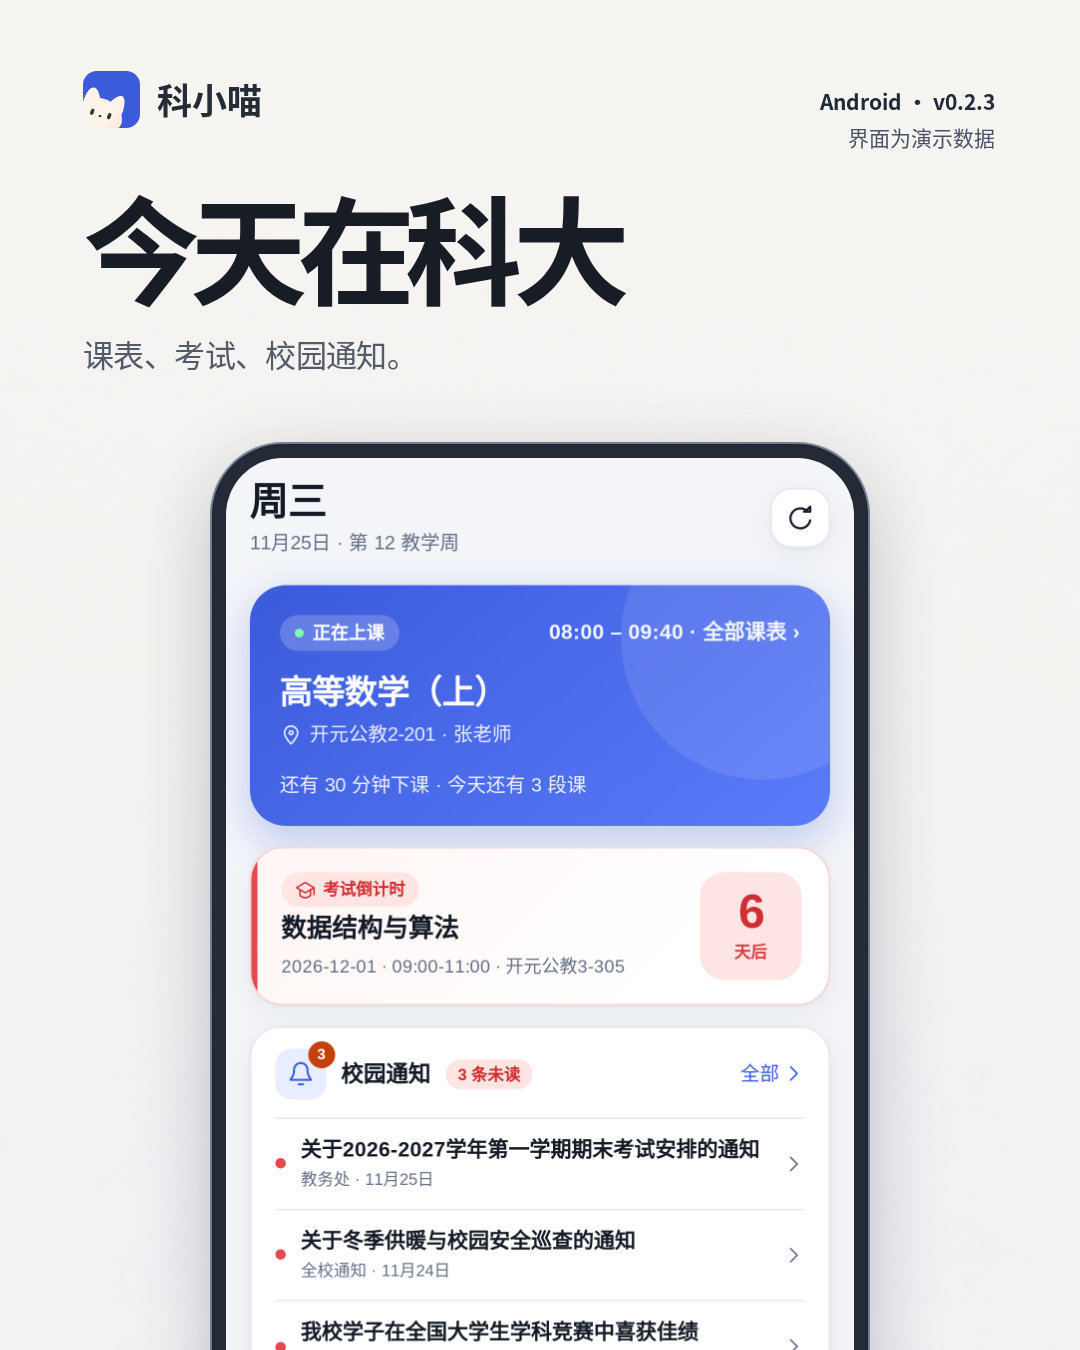 科小喵
Android · v0.2.3
界面为演示数据
今天在科大
课表、考试、校园通知。
周三
11月25日 · 第 12 教学周
正在上课
08:00 – 09:40 · 全部课表 ›
高等数学（上）
开元公教2-201 · 张老师
还有 30 分钟下课 · 今天还有 3 段课
考试倒计时
数据结构与算法
2026-12-01 · 09:00-11:00 · 开元公教3-305
6
天后
3
校园通知
3 条未读
全部
关于2026-2027学年第一学期期末考试安排的通知
教务处 · 11月25日
关于冬季供暖与校园安全巡查的通知
全校通知 · 11月24日
我校学子在全国大学生学科竞赛中喜获佳绩